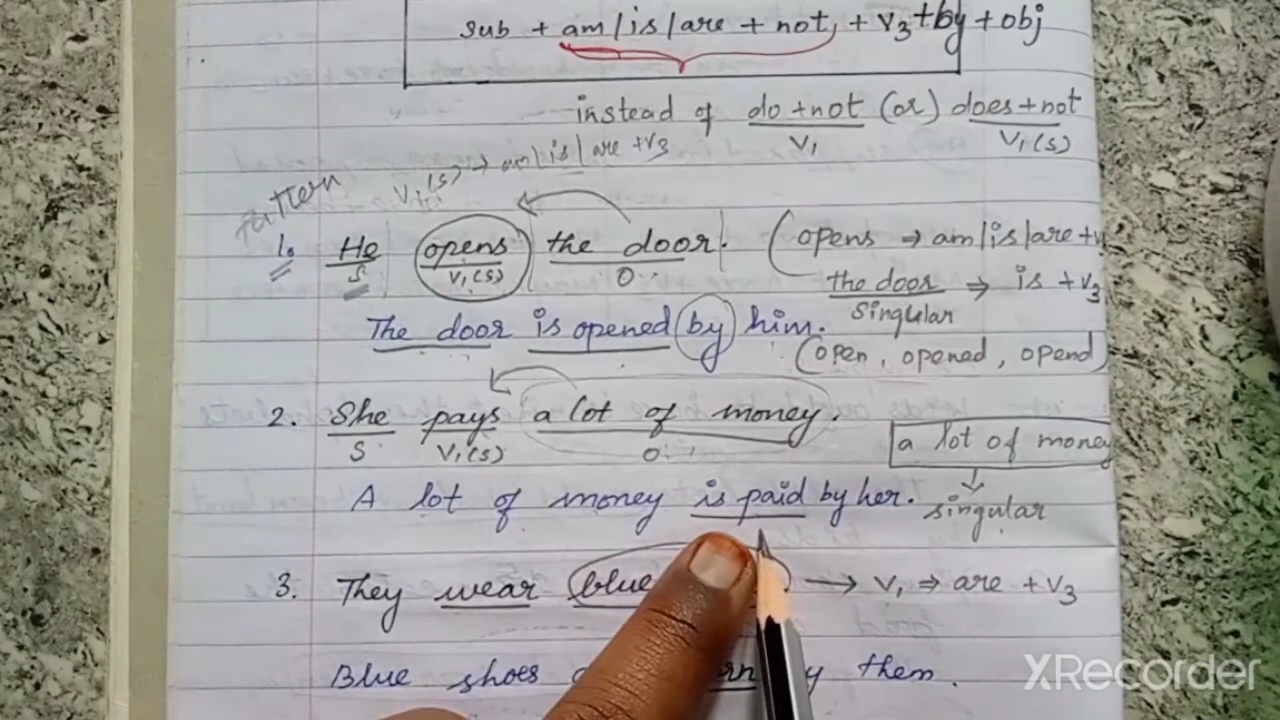 sub + am/is/are + not, + V3 + by + obj
instead of do+not (or) does+not
V1 V1(s)
V1(s) → am/is/are +V3
Pattern
1. He opens the door. (opens ⇒ am/is/are+V
S V1(s) O
the door ⇒ is +V3
Singular
The door is opened by him.
(open, opened, opend)
2. She pays a lot of money.
S V1(s) O
a lot of money
A lot of money is paid by her.
singular
3. They wear blue → V1 ⇒ are +V3
Blue shoes them.
XRecorder